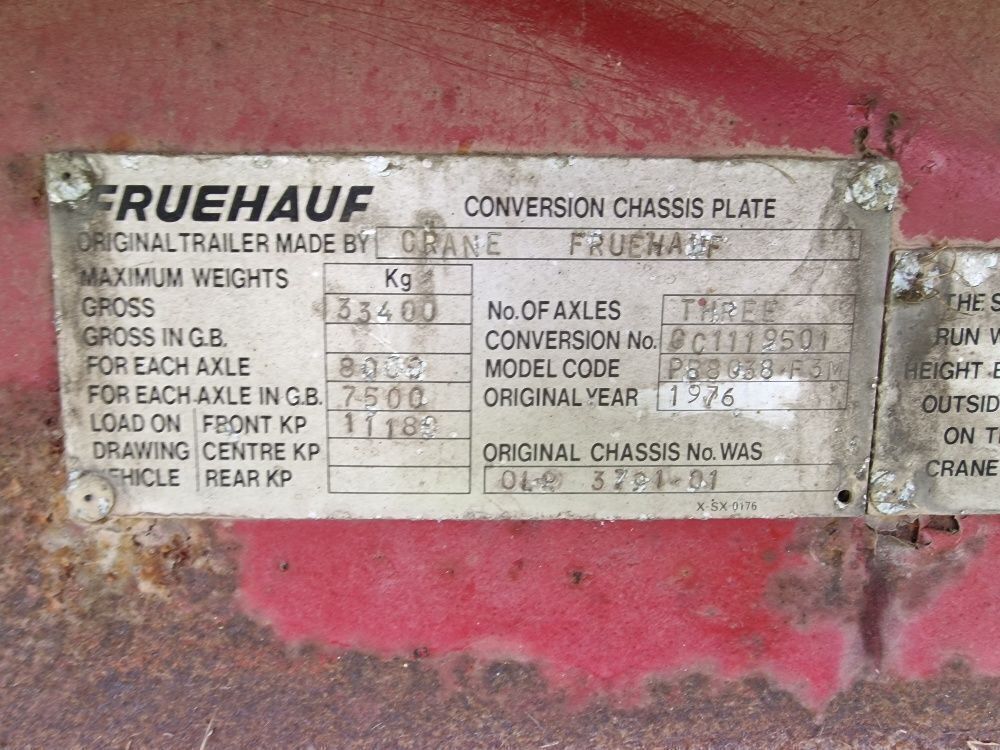 FRUEHAUF CONVERSION CHASSIS PLATE
ORIGINAL TRAILER MADE BY CRANE FRUEHAUF
MAXIMUM WEIGHTS Kg
GROSS 33400
GROSS IN G.B.
FOR EACH AXLE 8000
FOR EACH AXLE IN G.B. 7500
LOAD ON FRONT KP
DRAWING CENTRE KP
VEHICLE REAR KP
No. OF AXLES THREE
CONVERSION No.
MODEL CODE
ORIGINAL YEAR 1976
ORIGINAL CHASSIS No. WAS
X-SX 0176
THE S
RUN W
HEIGHT E
OUTSID
ON T
CRANE